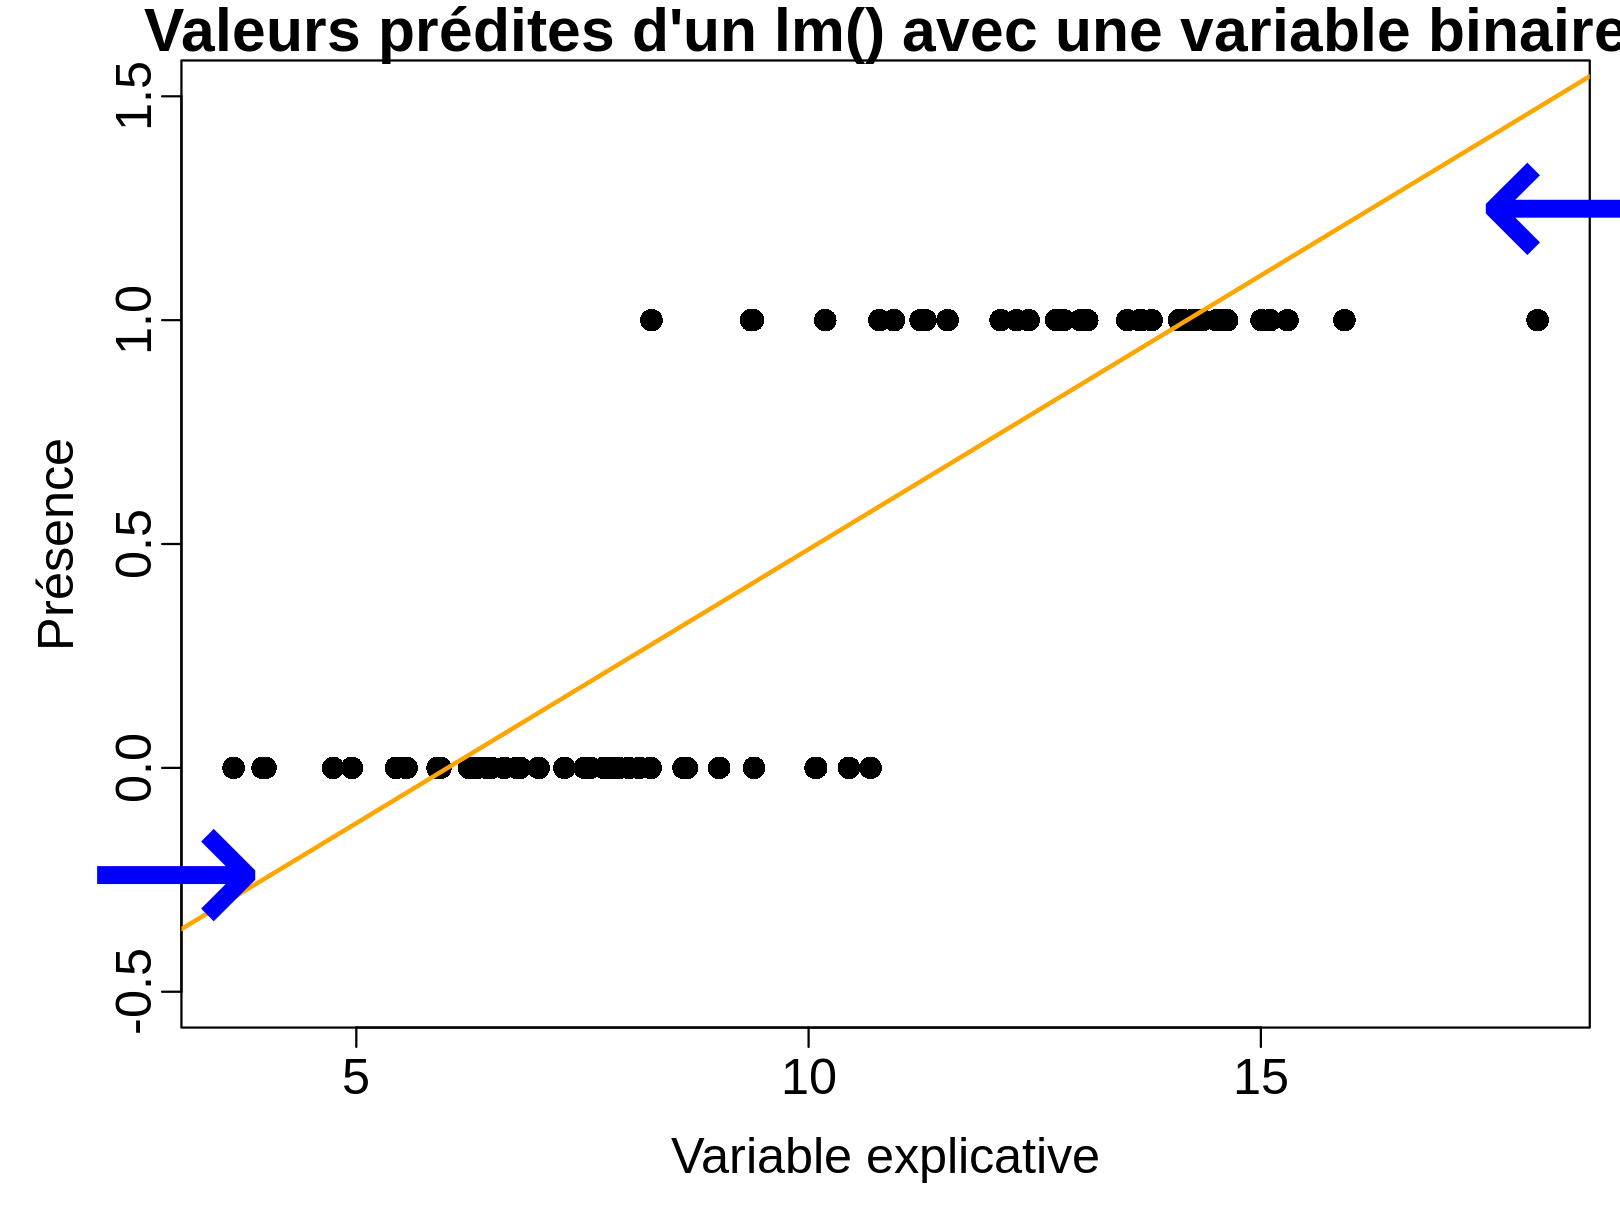 Valeurs prédites d'un lm() avec une variable binaire
1.5
1.0
0.5
0.0
-0.5
Présence
5 10 15
Variable explicative